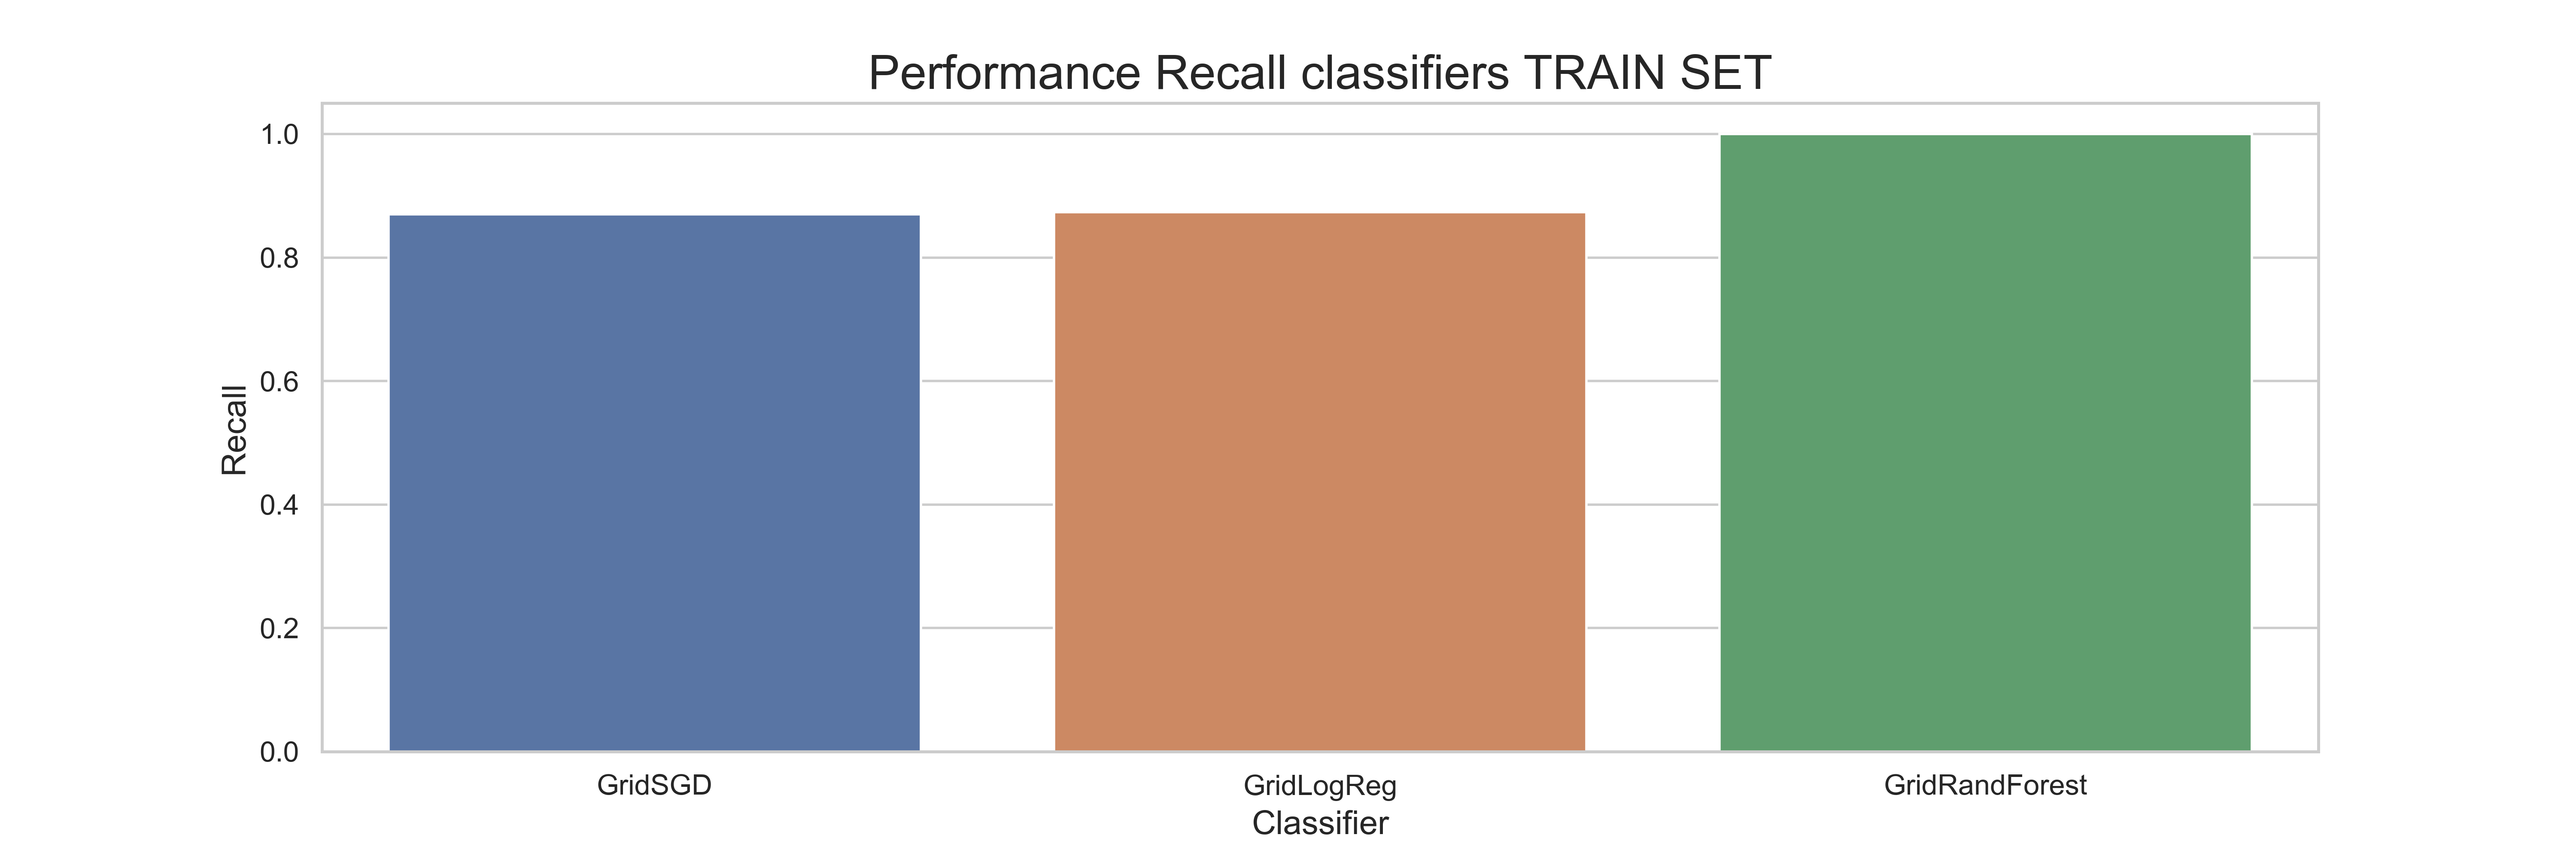 Performance Recall classifiers TRAIN SET
1.0
0.8
0.6
0.4
0.2
0.0
Recall
GridSGD
GridLogReg
GridRandForest
Classifier